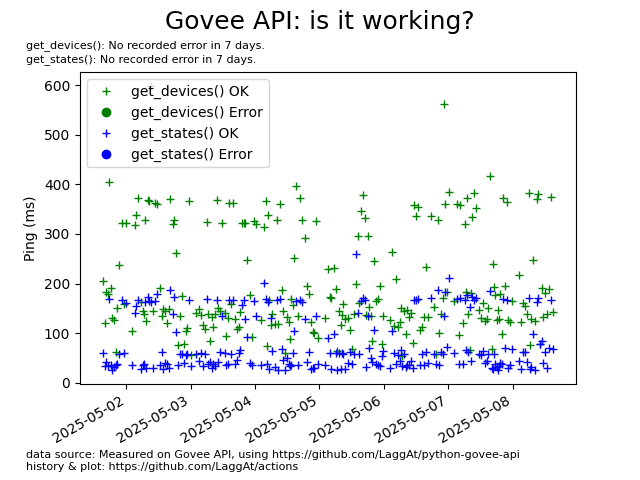 Govee API: is it working?
get_devices(): No recorded error in 7 days.
get_states(): No recorded error in 7 days.
get_devices() OK
get_devices() Error
get_states() OK
get_states() Error
Ping (ms)
600
500
400
300
200
100
0
2025-05-02
2025-05-03
2025-05-04
2025-05-05
2025-05-06
2025-05-07
2025-05-08
data source: Measured on Govee API, using https://github.com/LaggAt/python-govee-api
history & plot: https://github.com/LaggAt/actions